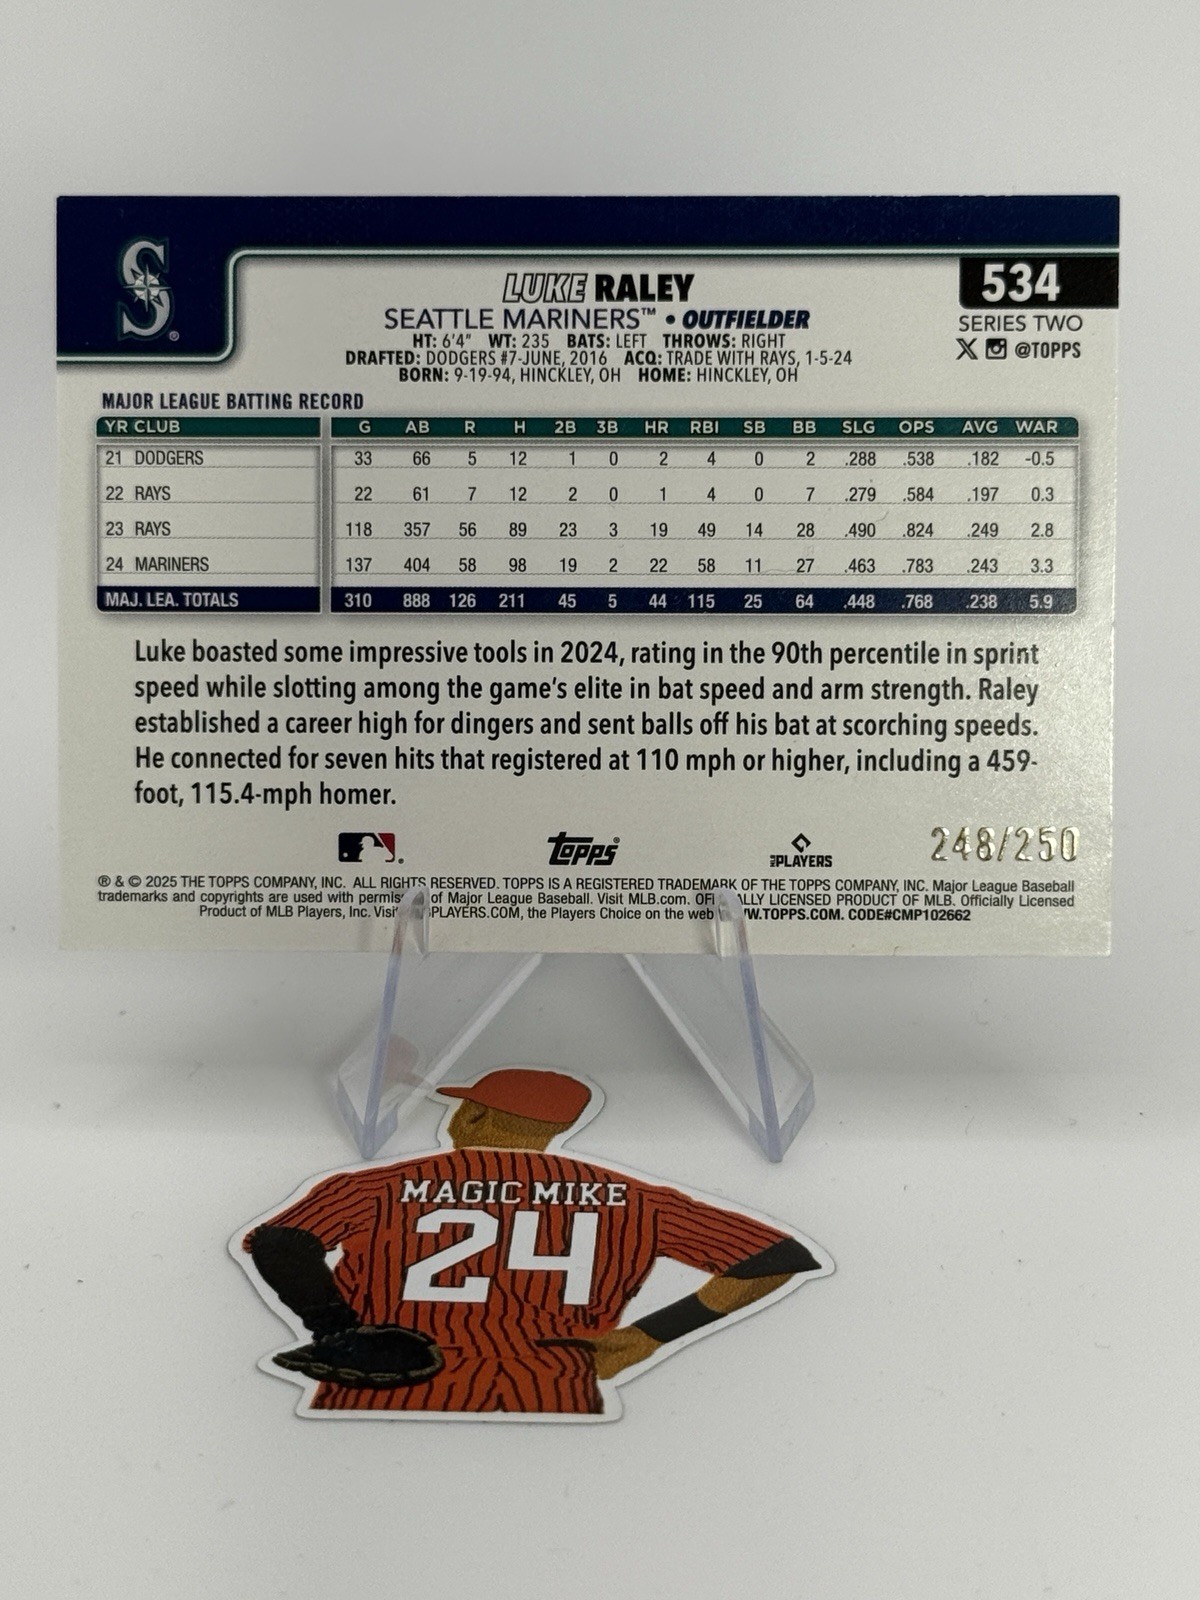 LUKE RALEY
534
SEATTLE MARINERS™ • OUTFIELDER
SERIES TWO
HT: 6'4" WT: 235 BATS: LEFT THROWS: RIGHT
@TOPPS
DRAFTED: DODGERS #7-JUNE, 2016 ACQ: TRADE WITH RAYS, 1-5-24
BORN: 9-19-94, HINCKLEY, OH HOME: HINCKLEY, OH
MAJOR LEAGUE BATTING RECORD
YR CLUB G AB R H 2B 3B HR RBI SB BB SLG OPS AVG WAR
21 DODGERS 33 66 5 12 1 0 2 4 0 2 .288 .538 .182 -0.5
22 RAYS 22 61 7 12 2 0 1 4 0 7 .279 .584 .197 0.3
23 RAYS 118 357 56 89 23 3 19 49 14 28 .490 .824 .249 2.8
24 MARINERS 137 404 58 98 19 2 22 58 11 27 .463 .783 .243 3.3
MAJ. LEA. TOTALS 310 888 126 211 45 5 44 115 25 64 .448 .768 .238 5.9
Luke boasted some impressive tools in 2024, rating in the 90th percentile in sprint
speed while slotting among the game's elite in bat speed and arm strength. Raley
established a career high for dingers and sent balls off his bat at scorching speeds.
He connected for seven hits that registered at 110 mph or higher, including a 459-
foot, 115.4-mph homer.
Topps
PLAYERS
248/250
® & © 2025 THE TOPPS COMPANY, INC. ALL RIGHTS RESERVED. TOPPS IS A REGISTERED TRADEMARK OF THE TOPPS COMPANY, INC. Major League Baseball
trademarks and copyrights are used with permis of Major League Baseball. Visit MLB.com. OFFICIALLY LICENSED PRODUCT OF MLB. Officially Licensed
Product of MLB Players, Inc. Visit PLAYERS.COM, the Players Choice on the web WWW.TOPPS.COM. CODE#CMP102662
MAGIC MIKE
24